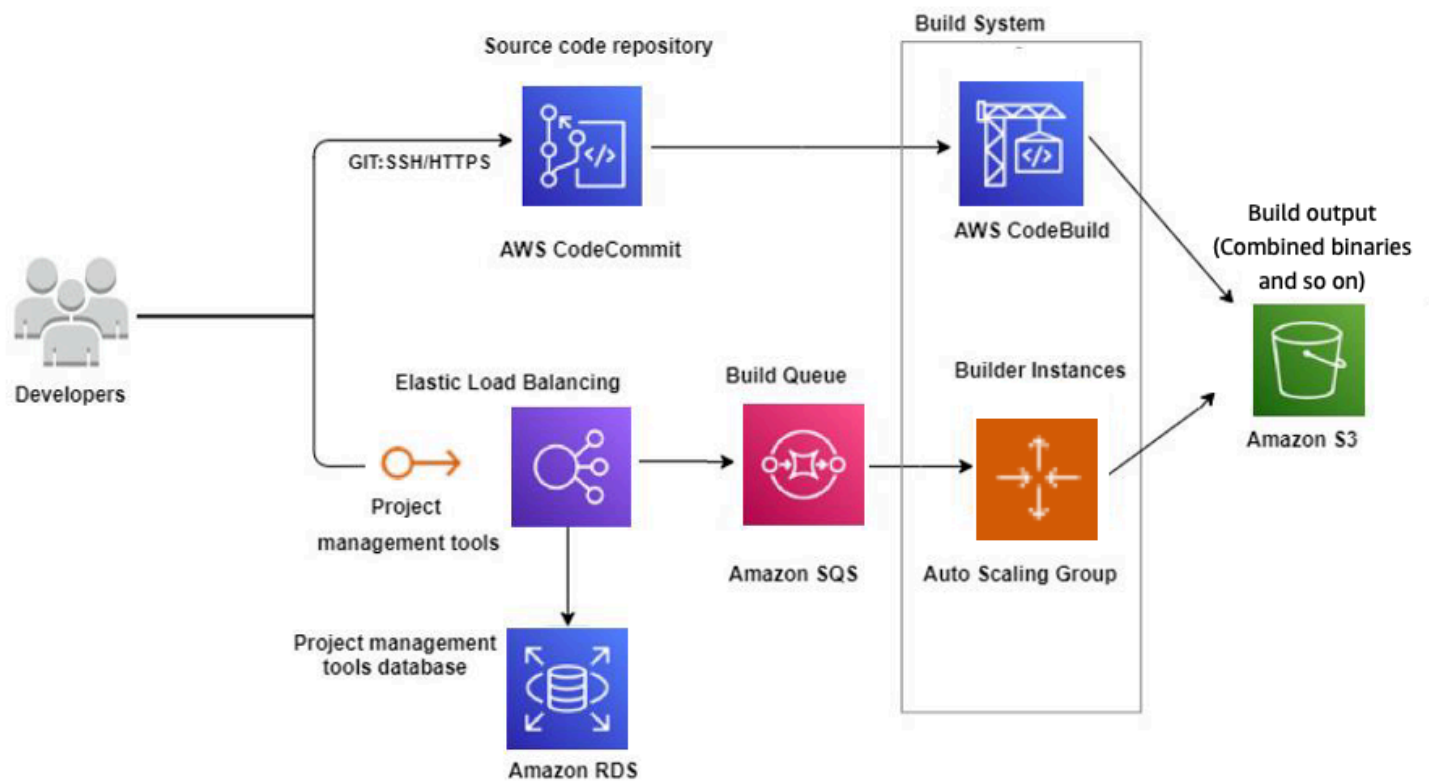 Build System
Source code repository
GIT:SSH/HTTPS
</>
</>
AWS CodeCommit
AWS CodeBuild
Build output
(Combined binaries
and so on)
Developers
Elastic Load Balancing
Build Queue
Builder Instances
Amazon S3
Project
management tools
Amazon SQS
Auto Scaling Group
Project management
tools database
Amazon RDS